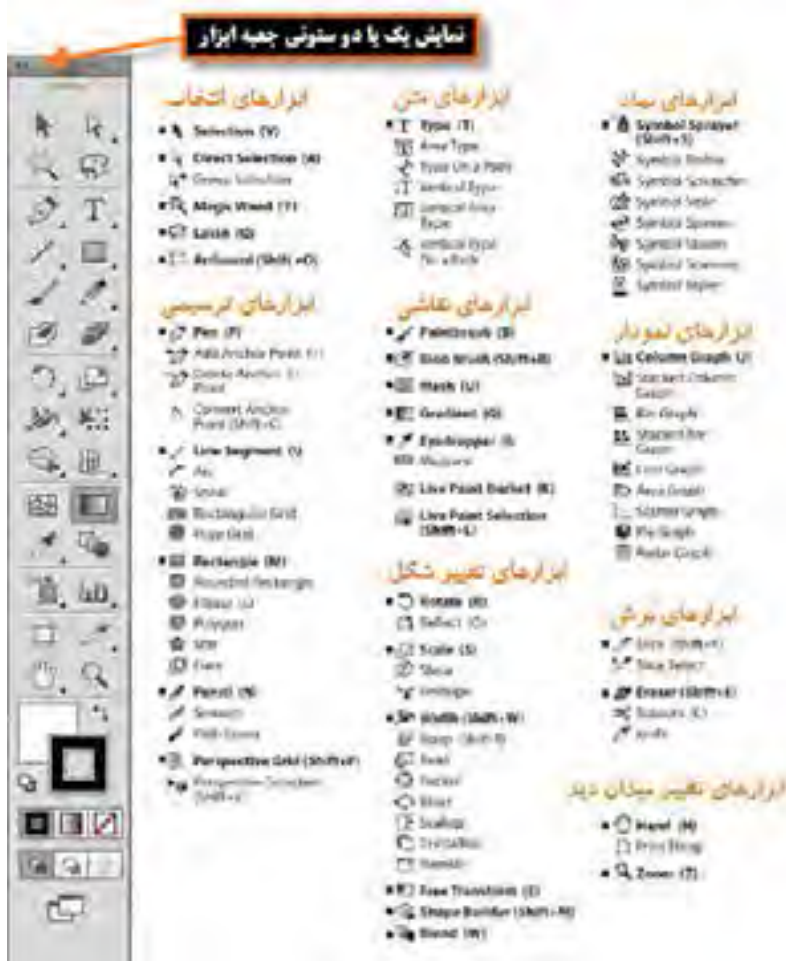 نمایش یک یا دو ستونی جعبه ابزار
ابزارهای انتخاب
Selection (V)
Direct Selection (A)
Group Selection
Magic Wand (Y)
Lasso (Q)
Artboard (Shift+O)
ابزارهای ترسیمی
Pen (P)
Add Anchor Point (+)
Delete Anchor (-)
Point
Convert Anchor
Point (Shift+C)
Line Segment (\)
Arc
Spiral
Rectangular Grid
Polar Grid
Rectangle (M)
Rounded Rectangle
Ellipse (L)
Polygon
Star
Flare
Pencil (N)
Smooth
Path Eraser
Perspective Grid (Shift+P)
Perspective Selection
(Shift+V)
ابزارهای متن
Type (T)
Area Type
Type On a Path
Vertical Type
Vertical Area
Type
Vertical Type
On a Path
ابزارهای نقاشی
Paintbrush (B)
Blob Brush (Shift+B)
Mesh (U)
Gradient (G)
Eyedropper (I)
Measure
Live Paint Bucket (K)
Live Paint Selection
(Shift+L)
ابزارهای تغییر شکل
Rotate (R)
Reflect (O)
Scale (S)
Shear
Reshape
Width (Shift+W)
Warp (Shift+R)
Twirl
Pucker
Bloat
Scallop
Crystallize
Wrinkle
Free Transform (E)
Shape Builder (Shift+M)
Blend (W)
ابزارهای نماد
Symbol Sprayer
(Shift+S)
Symbol Shifter
Symbol Scruncher
Symbol Sizer
Symbol Spinner
Symbol Stainer
Symbol Screener
Symbol Styler
ابزارهای نمودار
Column Graph (J)
Stacked Column
Graph
Bar Graph
Stacked Bar
Graph
Line Graph
Area Graph
Scatter Graph
Pie Graph
Radar Graph
ابزارهای برش
Slice (Shift+K)
Slice Select
Eraser (Shift+E)
Scissors (C)
Knife
ابزارهای تغییر میدان دید
Hand (H)
Print Tiling
Zoom (Z)